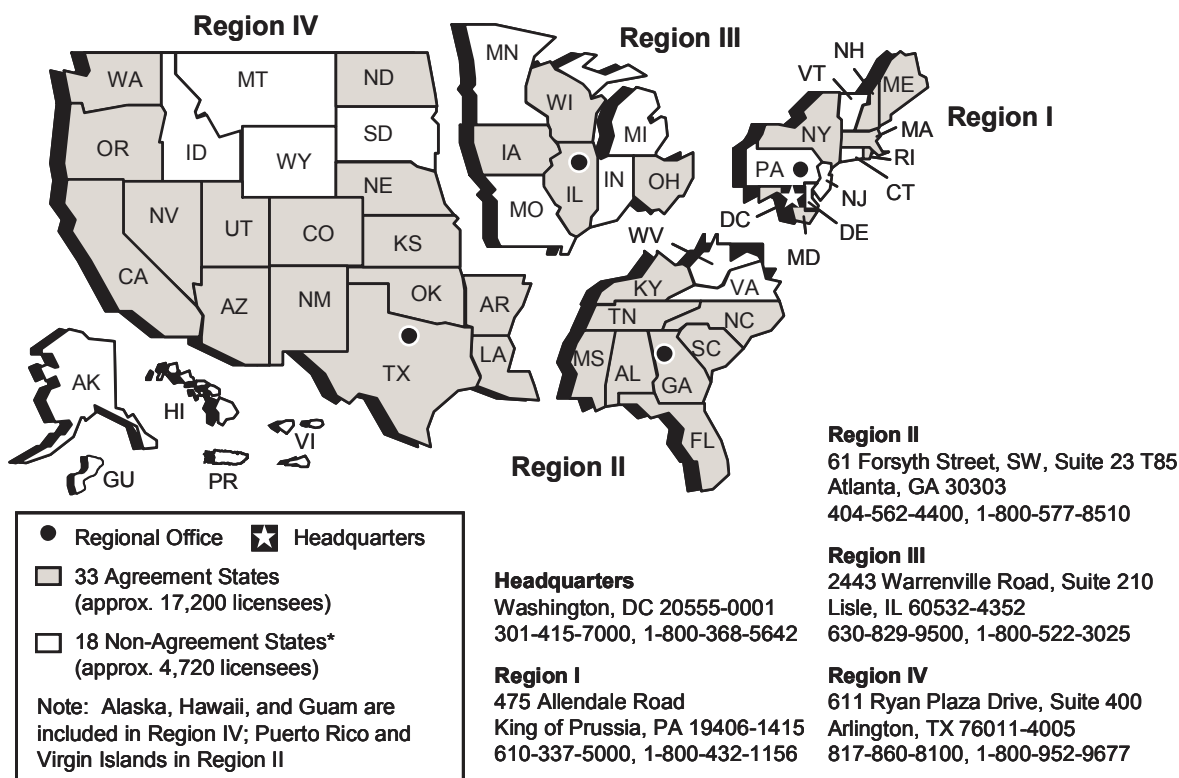 Region IV
Region III
Region I
Region II
WA
MT
ND
OR
ID
SD
WY
NE
NV
UT
CO
KS
CA
AZ
NM
OK
AR
TX
LA
AK
HI
GU
PR
VI
MN
WI
MI
IA
IL
IN
OH
MO
VT
NH
ME
NY
MA
RI
CT
PA
NJ
DE
DC
MD
WV
VA
KY
TN
NC
SC
MS
AL
GA
FL
Regional Office
Headquarters
33 Agreement States
(approx. 17,200 licensees)
18 Non-Agreement States*
(approx. 4,720 licensees)
Note: Alaska, Hawaii, and Guam are
included in Region IV; Puerto Rico and
Virgin Islands in Region II
Headquarters
Washington, DC 20555-0001
301-415-7000, 1-800-368-5642
Region I
475 Allendale Road
King of Prussia, PA 19406-1415
610-337-5000, 1-800-432-1156
Region II
61 Forsyth Street, SW, Suite 23 T85
Atlanta, GA 30303
404-562-4400, 1-800-577-8510
Region III
2443 Warrenville Road, Suite 210
Lisle, IL 60532-4352
630-829-9500, 1-800-522-3025
Region IV
611 Ryan Plaza Drive, Suite 400
Arlington, TX 76011-4005
817-860-8100, 1-800-952-9677